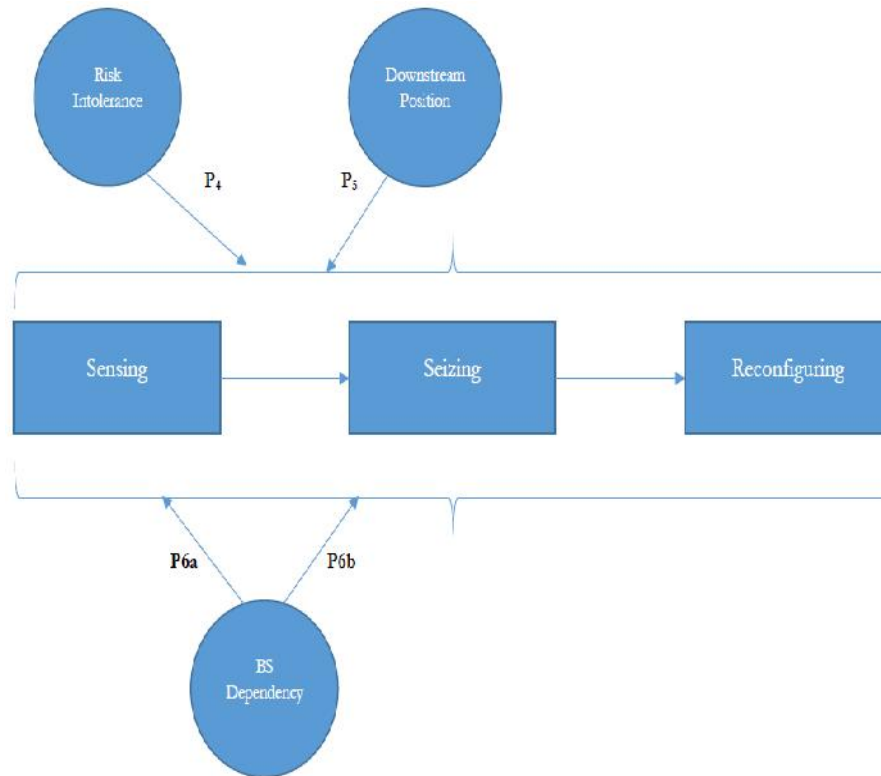 Risk
Intolerance
Downstream
Position
P₄
P₅
Sensing
Seizing
Reconfiguring
P6a
P6b
BS
Dependency